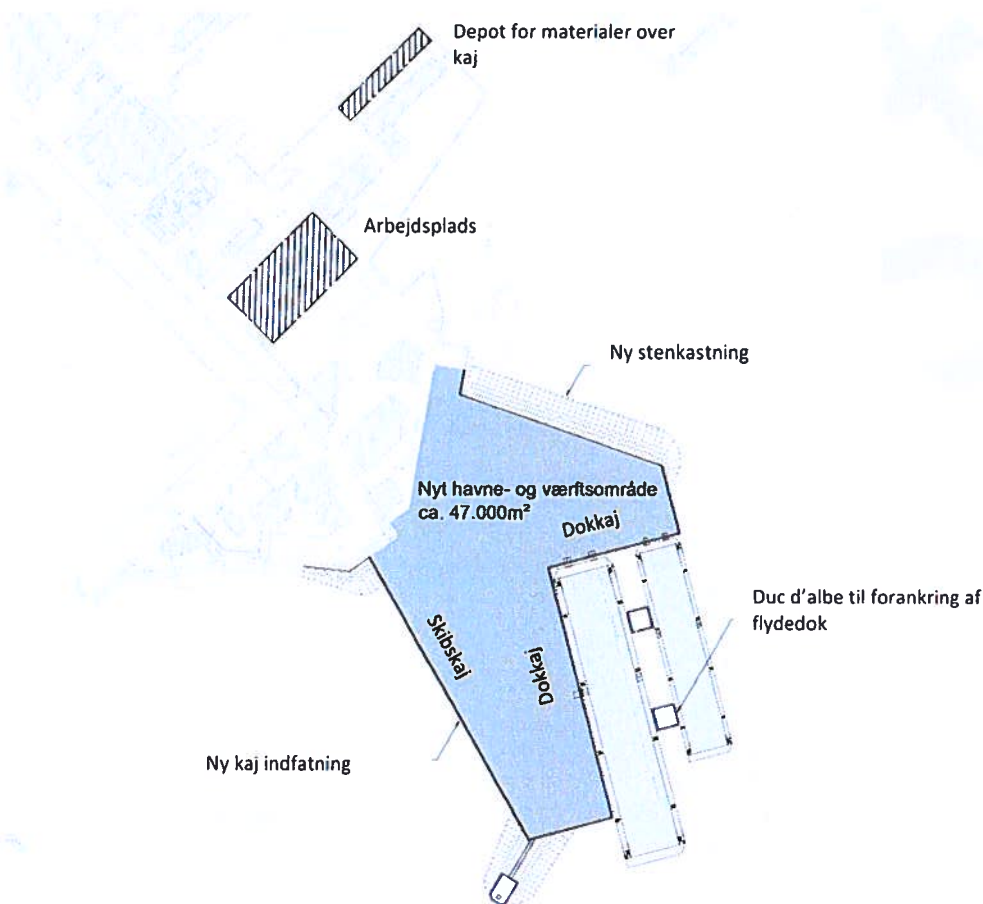 Depot for materialer over
kaj
Arbejdsplads
Ny stenkastning
Nyt havne- og værftsområde
ca. 47.000m²
Dokkaj
Duc d'albe til forankring af
flydedok
Skibskaj
Dokkaj
Ny kaj indfatning